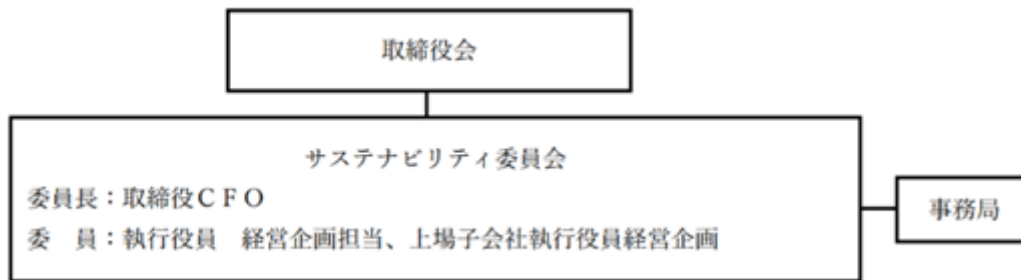 取締役会
サステナビリティ委員会
委員長：取締役ＣＦＯ
委　員：執行役員　経営企画担当、上場子会社執行役員経営企画
事務局